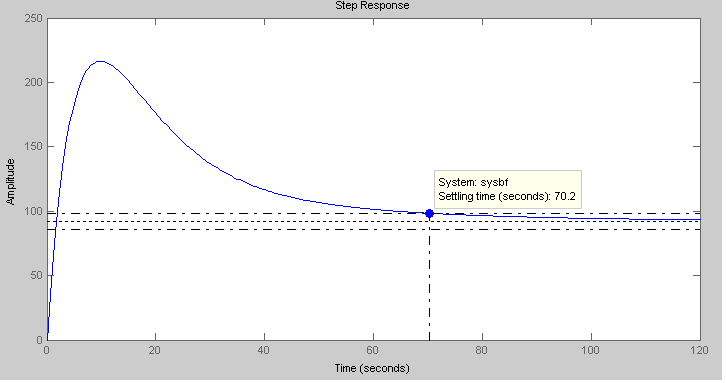 Step Response
250
200
150
100
50
0
Amplitude
System: sysbf
Settling time (seconds): 70.2
0 20 40 60 80 100 120
Time (seconds)